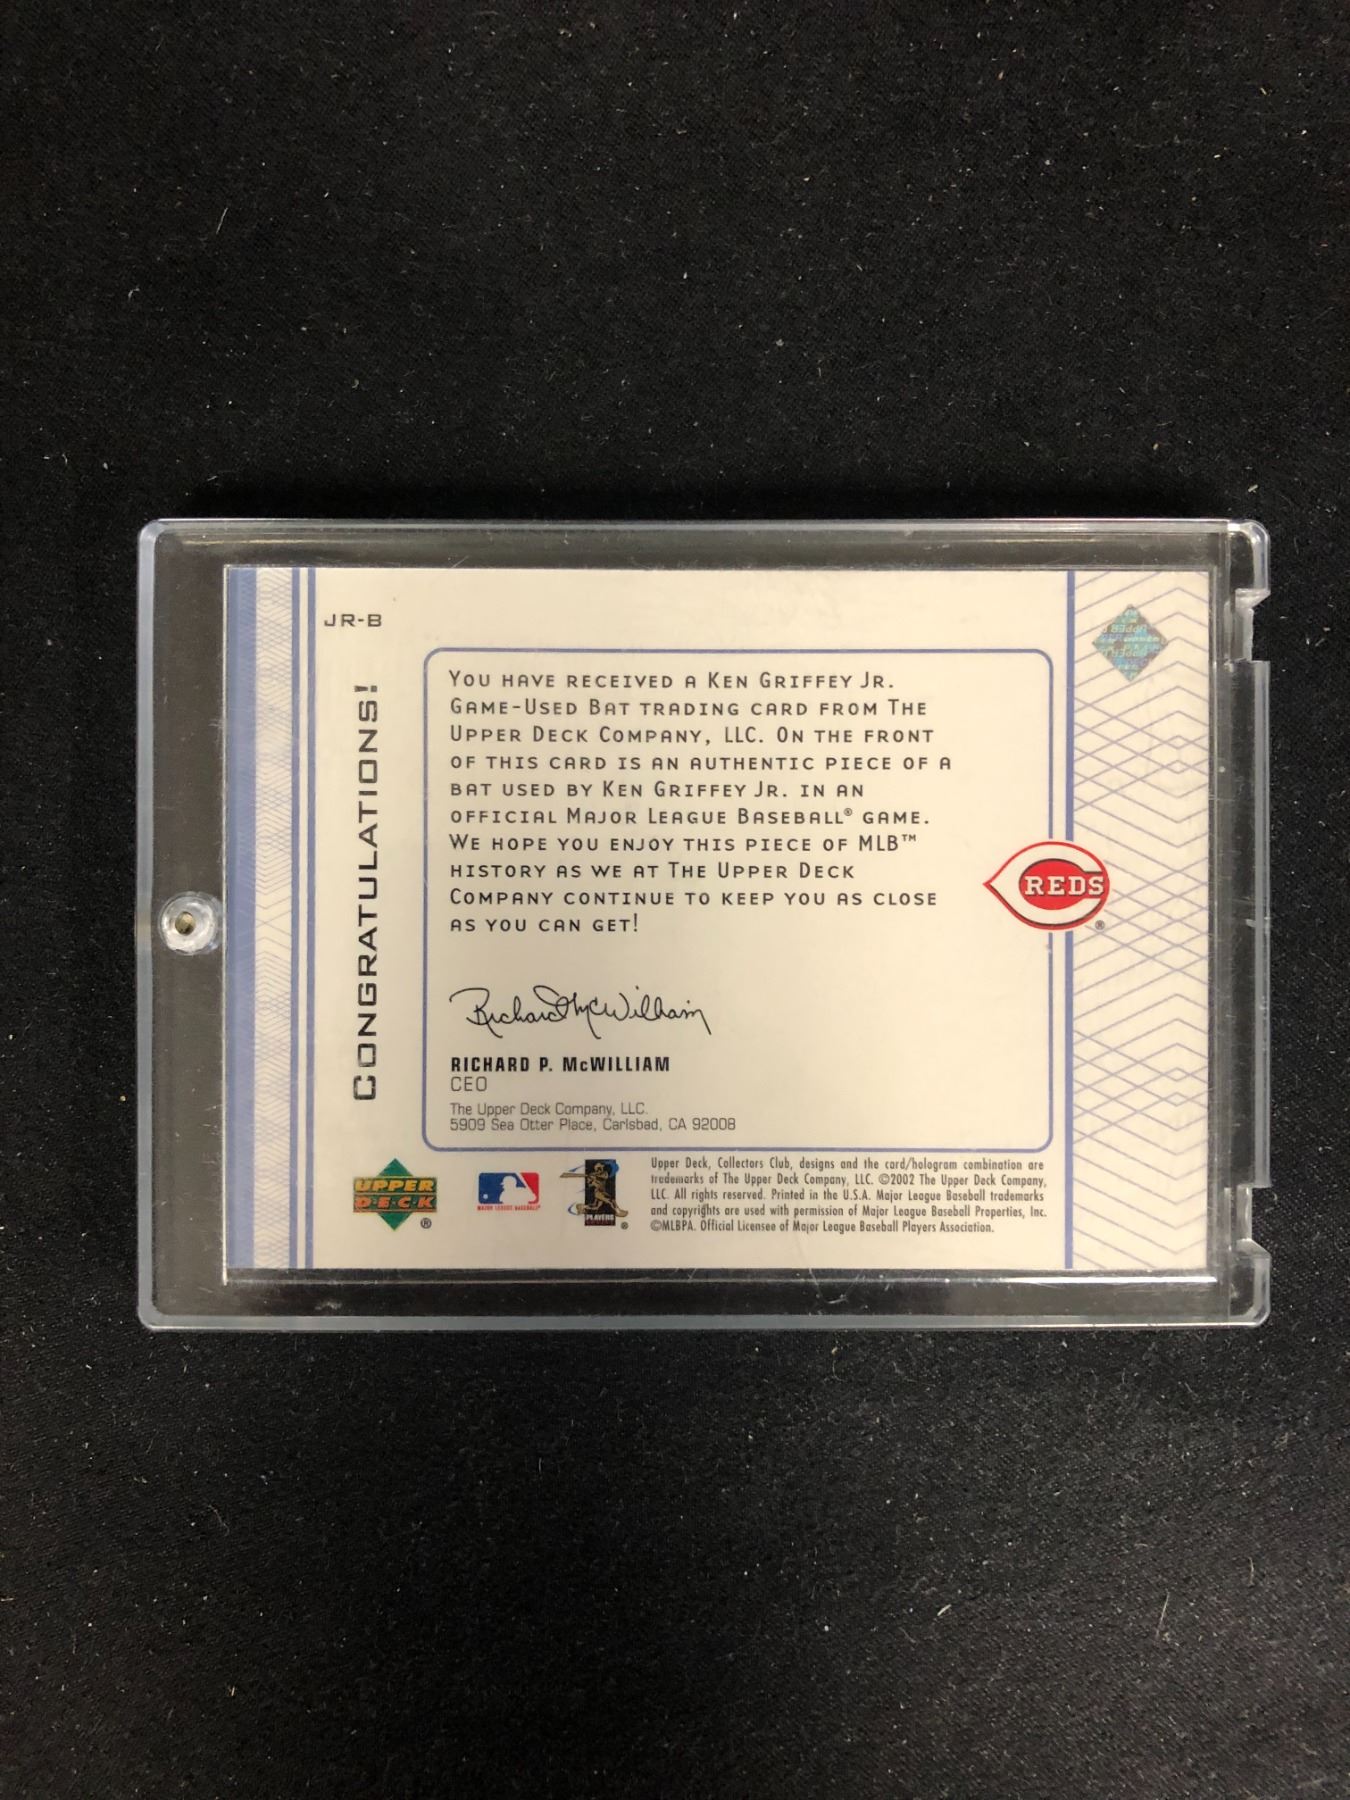 JR-B
CONGRATULATIONS!
YOU HAVE RECEIVED A KEN GRIFFEY JR.
GAME-USED BAT TRADING CARD FROM THE
UPPER DECK COMPANY, LLC. ON THE FRONT
OF THIS CARD IS AN AUTHENTIC PIECE OF A
BAT USED BY KEN GRIFFEY JR. IN AN
OFFICIAL MAJOR LEAGUE BASEBALL® GAME.
WE HOPE YOU ENJOY THIS PIECE OF MLB™
HISTORY AS WE AT THE UPPER DECK
COMPANY CONTINUE TO KEEP YOU AS CLOSE
AS YOU CAN GET!
REDS®
Richard McWilliam
RICHARD P. McWILLIAM
CEO
The Upper Deck Company, LLC.
5909 Sea Otter Place, Carlsbad, CA 92008
UPPER
DECK®
MAJOR LEAGUE BASEBALL®
PLAYERS®
Upper Deck, Collectors Club, designs and the card/hologram combination are
trademarks of The Upper Deck Company, LLC. ©2002 The Upper Deck Company,
LLC. All rights reserved. Printed in the U.S.A. Major League Baseball trademarks
and copyrights are used with permission of Major League Baseball Properties, Inc.
©MLBPA. Official Licensee of Major League Baseball Players Association.